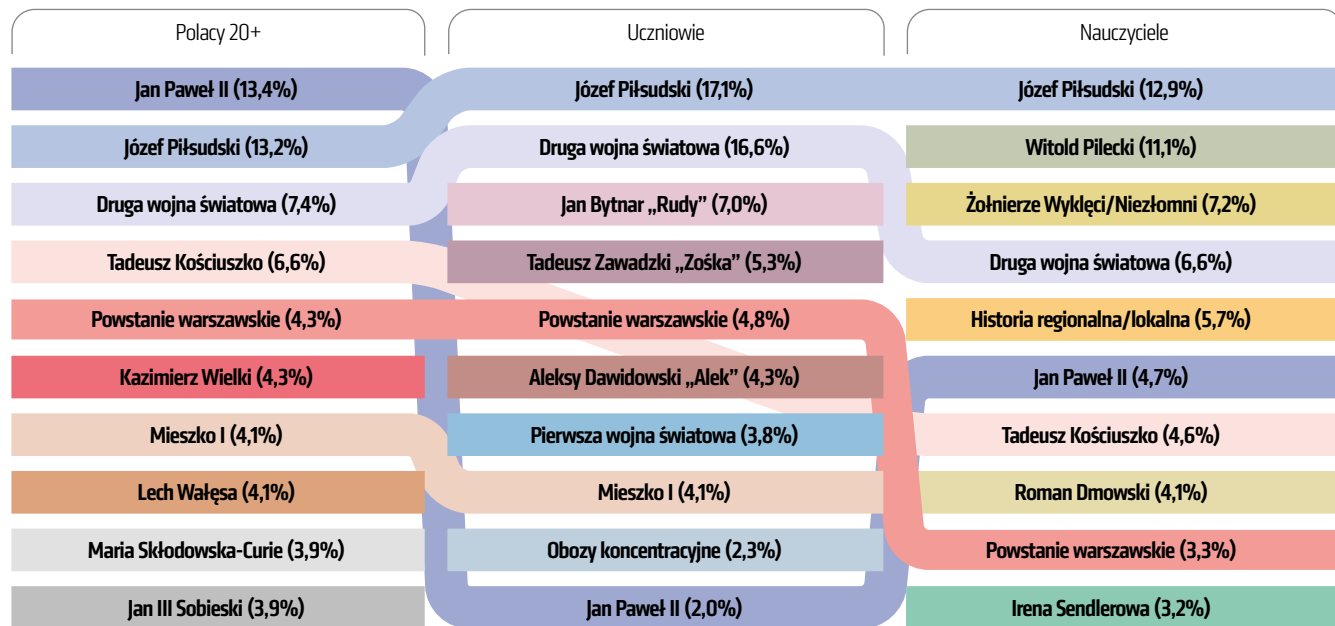 Polacy 20+
Jan Paweł II (13,4%)
Józef Piłsudski (13,2%)
Druga wojna światowa (7,4%)
Tadeusz Kościuszko (6,6%)
Powstanie warszawskie (4,3%)
Kazimierz Wielki (4,3%)
Mieszko I (4,1%)
Lech Wałęsa (4,1%)
Maria Skłodowska-Curie (3,9%)
Jan III Sobieski (3,9%)
Uczniowie
Józef Piłsudski (17,1%)
Druga wojna światowa (16,6%)
Jan Bytnar „Rudy” (7,0%)
Tadeusz Zawadzki „Zośka” (5,3%)
Powstanie warszawskie (4,8%)
Aleksy Dawidowski „Alek” (4,3%)
Pierwsza wojna światowa (3,8%)
Mieszko I (4,1%)
Obozy koncentracyjne (2,3%)
Jan Paweł II (2,0%)
Nauczyciele
Józef Piłsudski (12,9%)
Witold Pilecki (11,1%)
Żołnierze Wyklęci/Niezłomni (7,2%)
Druga wojna światowa (6,6%)
Historia regionalna/lokalna (5,7%)
Jan Paweł II (4,7%)
Tadeusz Kościuszko (4,6%)
Roman Dmowski (4,1%)
Powstanie warszawskie (3,3%)
Irena Sendlerowa (3,2%)